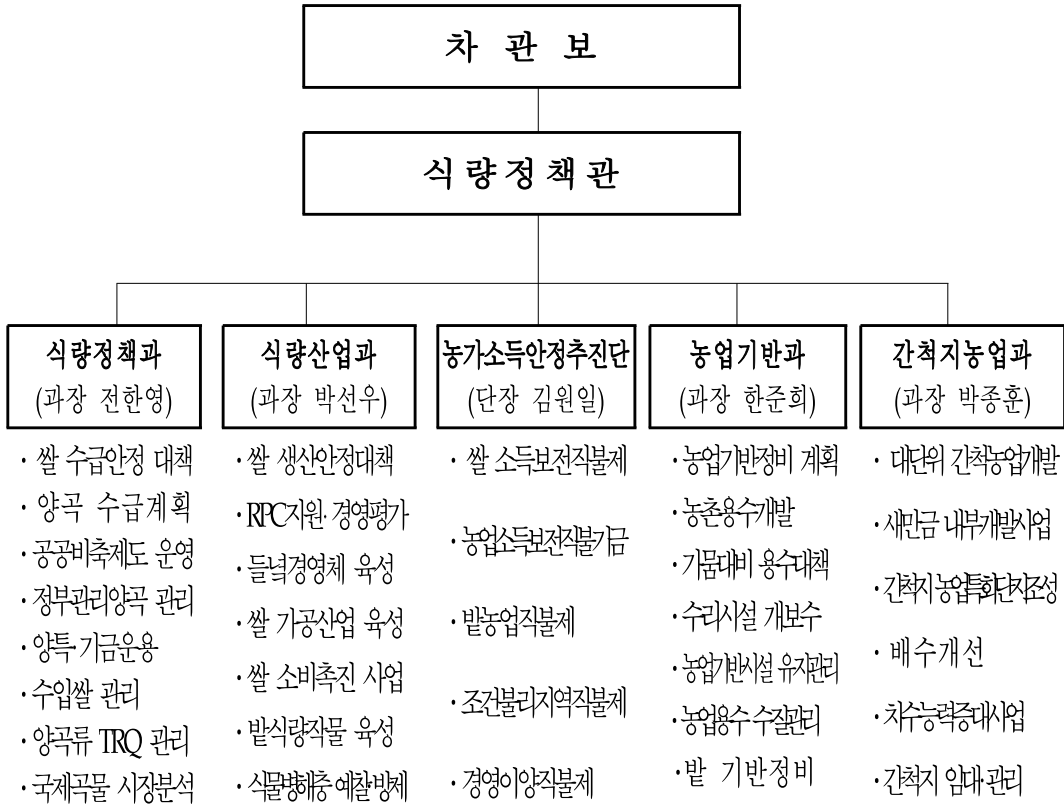 차 관 보
식량정책관
식량정책과
(과장 전한영)
· 쌀 수급안정 대책
· 양곡 수급계획
· 공공비축제도 운영
· 정부관리양곡 관리
· 양특·기금운용
· 수입쌀 관리
· 양곡류 TRQ 관리
· 국제곡물 시장분석
식량산업과
(과장 박선우)
· 쌀 생산안정대책
· RPC지원·경영평가
· 들녘경영체 육성
· 쌀 가공산업 육성
· 쌀 소비촉진 사업
· 밭식량작물 육성
· 식물병해충 예찰·방제
농가소득안정추진단
(단장 김원일)
· 쌀 소득보전직불제
· 농업소득보전직불기금
· 밭농업직불제
· 조건불리지역직불제
· 경영이양직불제
농업기반과
(과장 한준희)
· 농업기반정비 계획
· 농촌용수개발
· 가뭄대비 용수대책
· 수리시설 개보수
· 농업기반시설 유지관리
· 농업용수 수질관리
· 밭 기반정비
간척지농업과
(과장 박종훈)
· 대단위 간척농업개발
· 새만금 내부개발사업
· 간척지 농업특화단지조성
· 배수개선
· 치수능력증대사업
· 간척지 임대·관리